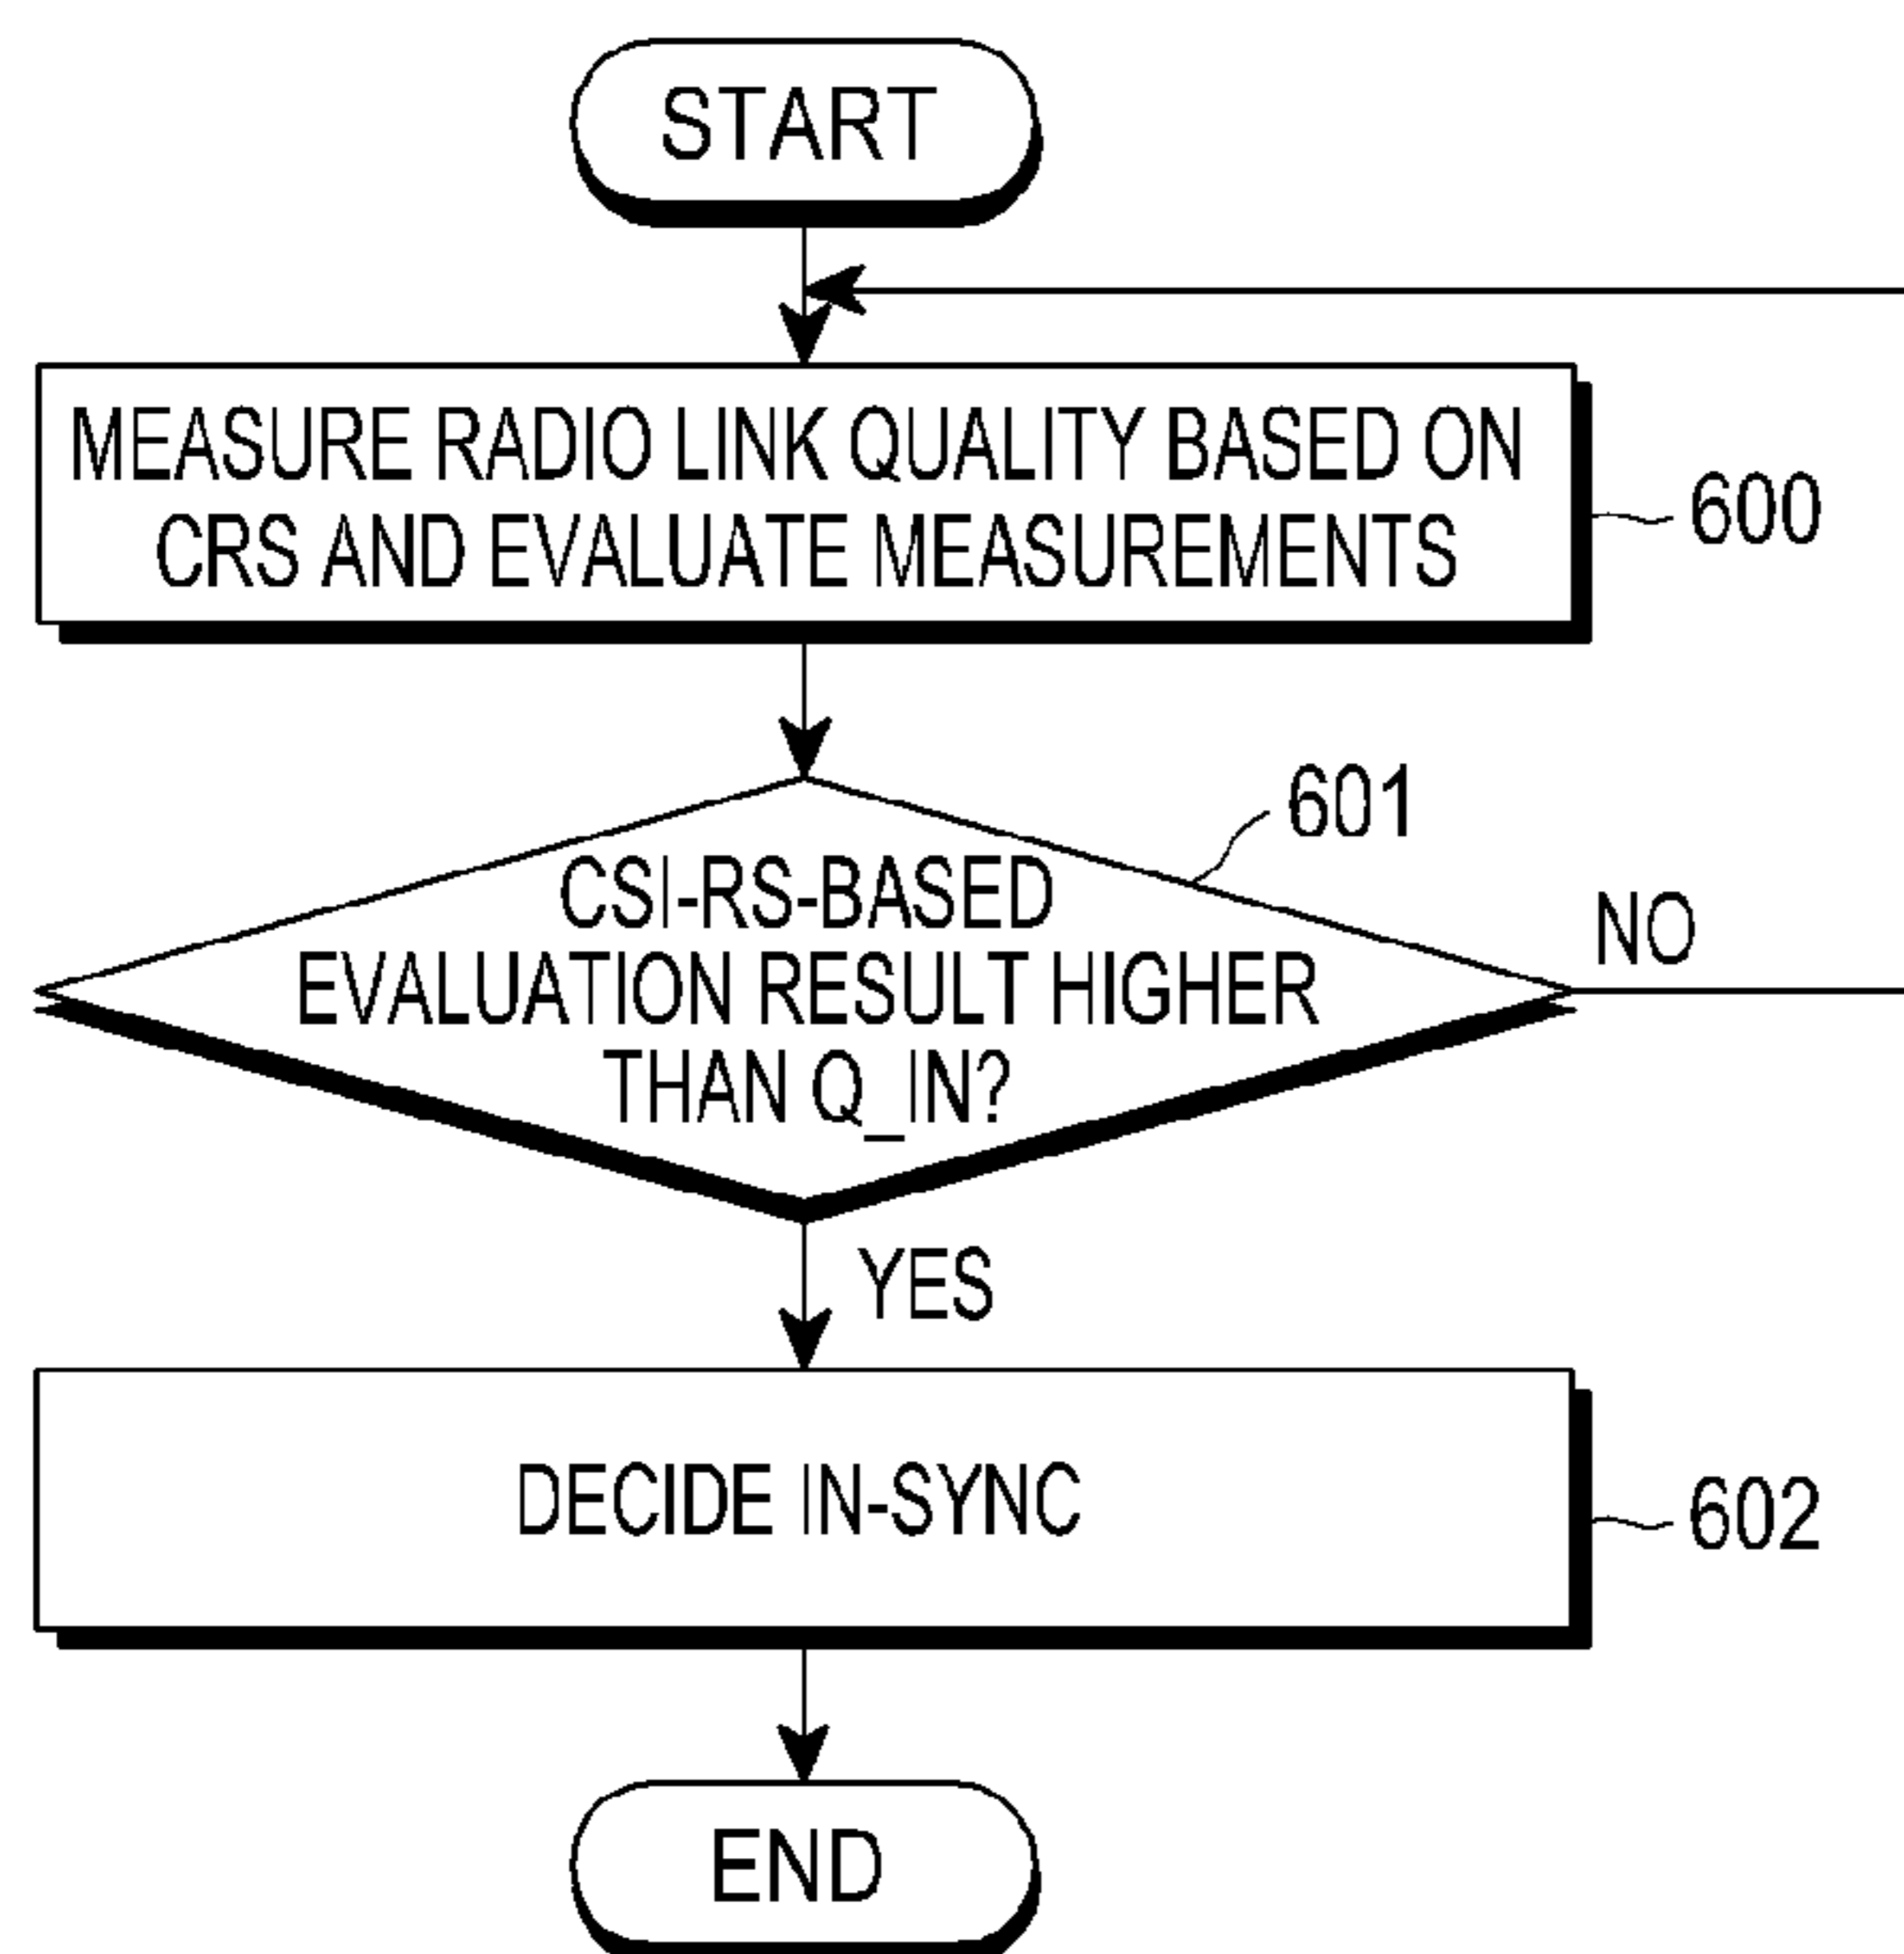 START
MEASURE RADIO LINK QUALITY BASED ON
CRS AND EVALUATE MEASUREMENTS
600
601
CSI-RS-BASED
EVALUATION RESULT HIGHER
THAN Q_IN?
NO
YES
DECIDE IN-SYNC
602
END